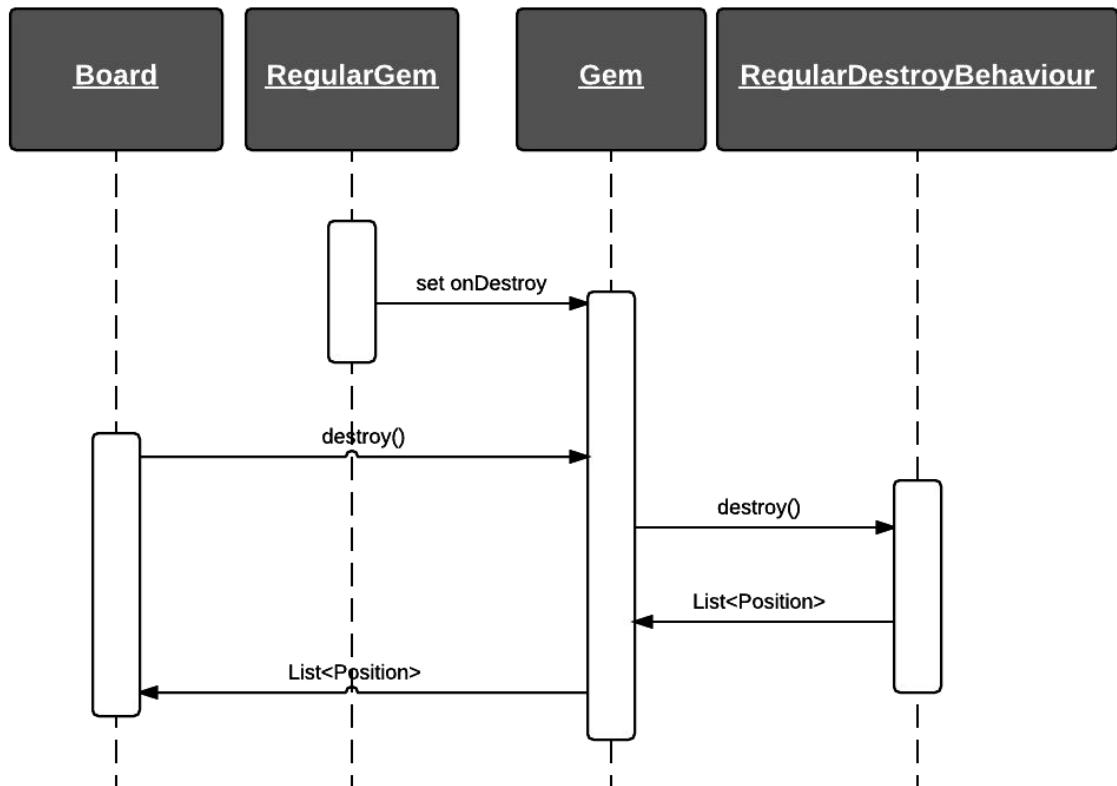 Board
RegularGem
Gem
RegularDestroyBehaviour
set onDestroy
destroy()
destroy()
List<Position>
List<Position>